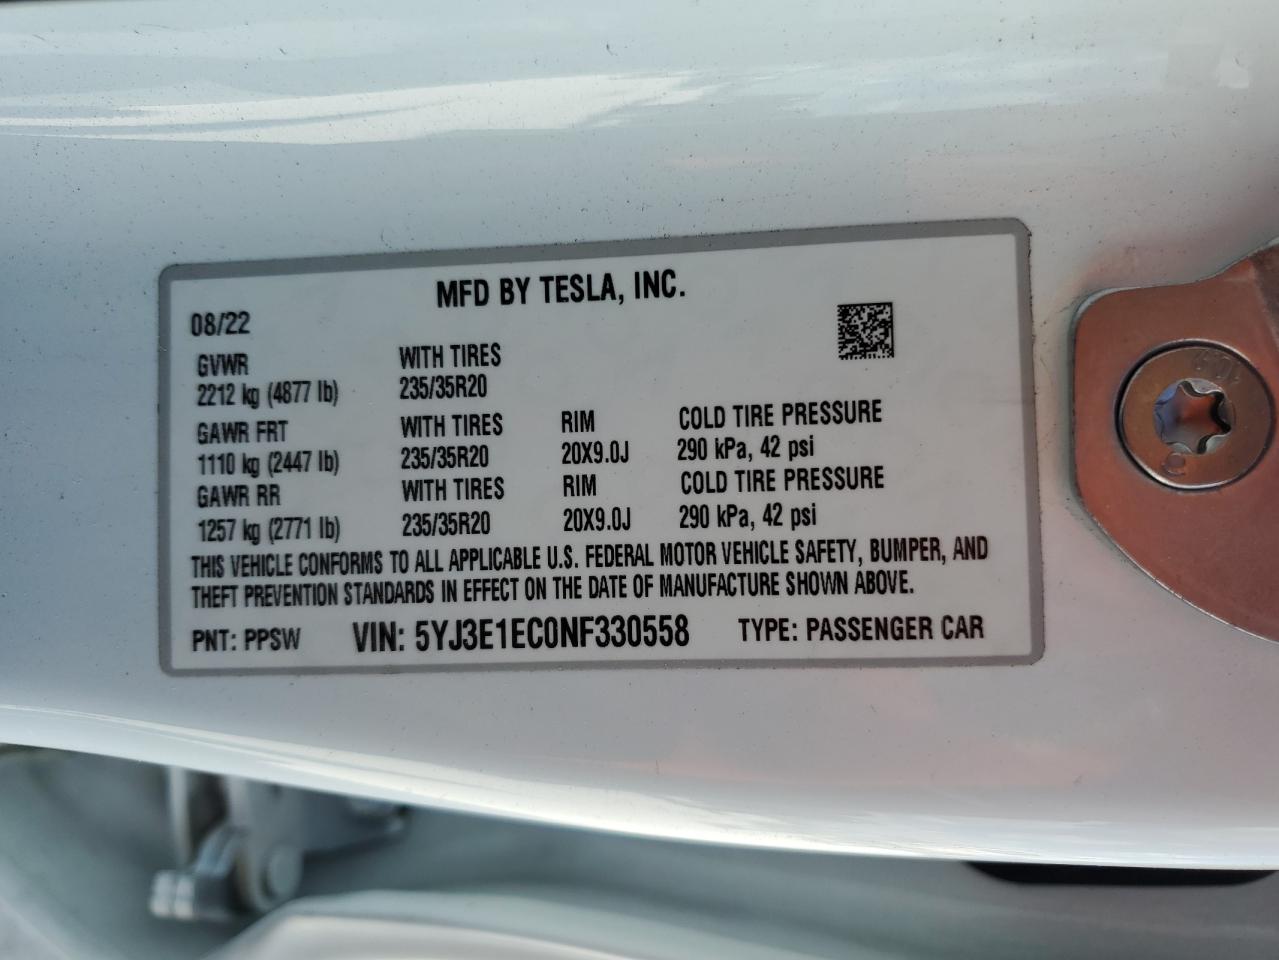 MFD BY TESLA, INC.
08/22
GVWR WITH TIRES
2212 kg (4877 lb) 235/35R20
GAWR FRT WITH TIRES RIM COLD TIRE PRESSURE
1110 kg (2447 lb) 235/35R20 20X9.0J 290 kPa, 42 psi
GAWR RR WITH TIRES RIM COLD TIRE PRESSURE
1257 kg (2771 lb) 235/35R20 20X9.0J 290 kPa, 42 psi
THIS VEHICLE CONFORMS TO ALL APPLICABLE U.S. FEDERAL MOTOR VEHICLE SAFETY, BUMPER, AND
THEFT PREVENTION STANDARDS IN EFFECT ON THE DATE OF MANUFACTURE SHOWN ABOVE.
PNT: PPSW VIN: 5YJ3E1EC0NF330558 TYPE: PASSENGER CAR